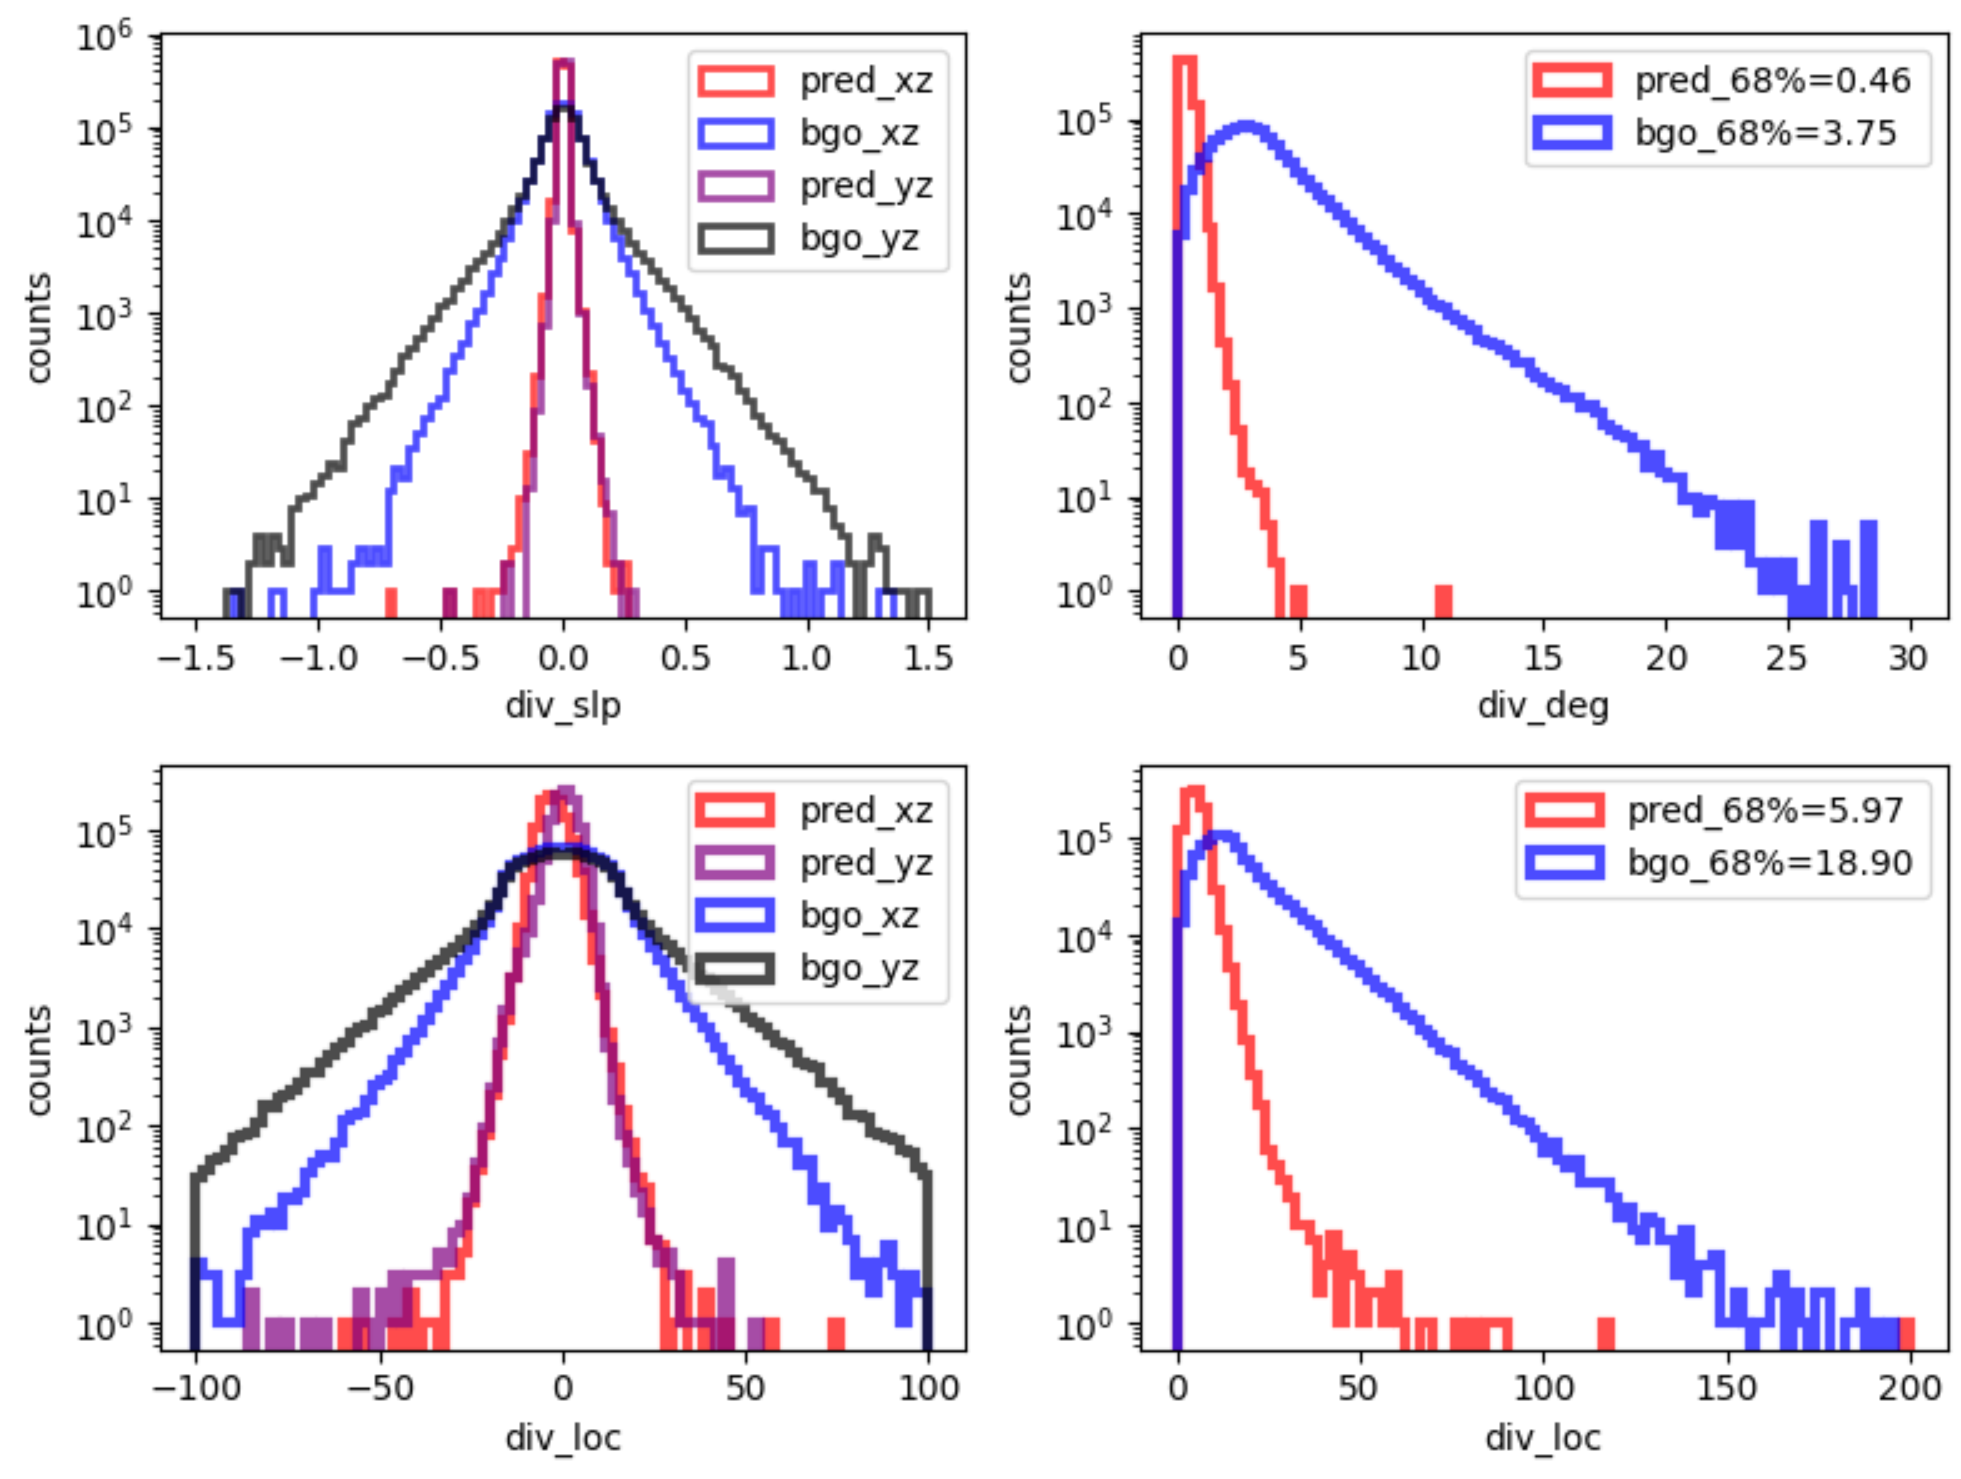 10^6
10^5
10^4
10^3
10^2
10^1
10^0
counts
−1.5 −1.0 −0.5 0.0 0.5 1.0 1.5
div_slp
pred_xz
bgo_xz
pred_yz
bgo_yz
10^5
10^4
10^3
10^2
10^1
10^0
counts
0 5 10 15 20 25 30
div_deg
pred_68%=0.46
bgo_68%=3.75
10^5
10^4
10^3
10^2
10^1
10^0
counts
−100 −50 0 50 100
div_loc
pred_xz
pred_yz
bgo_xz
bgo_yz
10^5
10^4
10^3
10^2
10^1
10^0
counts
0 50 100 150 200
div_loc
pred_68%=5.97
bgo_68%=18.90